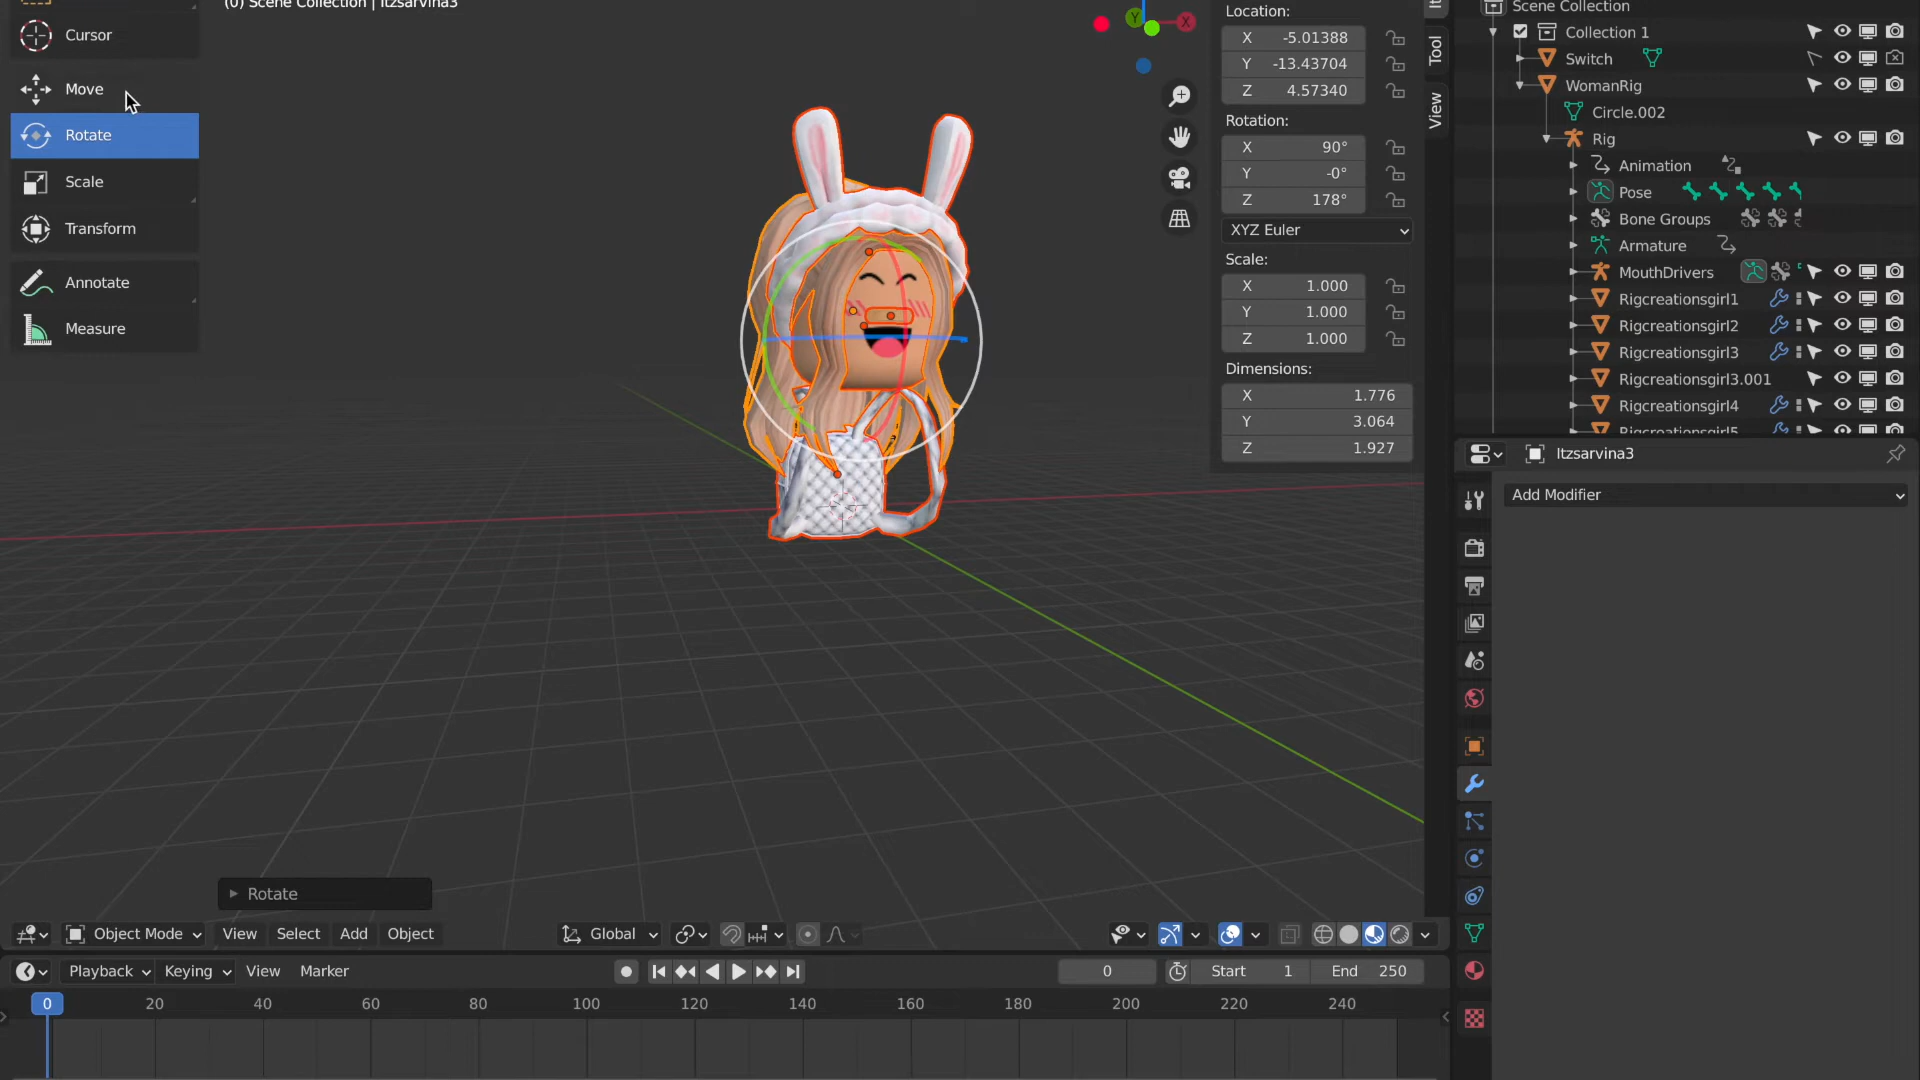 (0) Scene Collection | Itzsarvina3
Cursor
Move
Rotate
Scale
Transform
Annotate
Measure
Rotate
Y
X
Location:
X -5.01388
Y -13.43704
Z 4.57340
Rotation:
X 90°
Y -0°
Z 178°
XYZ Euler
Scale:
X 1.000
Y 1.000
Z 1.000
Dimensions:
X 1.776
Y 3.064
Z 1.927
Tool
View
Scene Collection
Collection 1
Switch
WomanRig
Circle.002
Rig
Animation
Pose
Bone Groups
Armature
MouthDrivers
Rigcreationsgirl1
Rigcreationsgirl2
Rigcreationsgirl3
Rigcreationsgirl3.001
Rigcreationsgirl4
Rigcreationsgirl5
Itzsarvina3
Add Modifier
Object Mode View Select Add Object Global
Playback Keying View Marker 0 Start 1 End 250
0 20 40 60 80 100 120 140 160 180 200 220 240